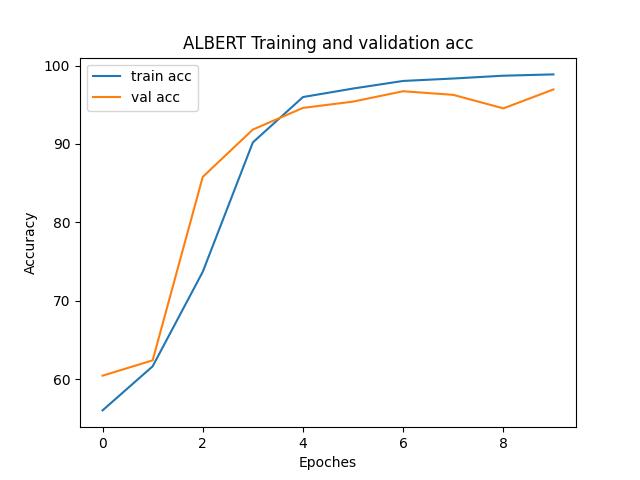 ALBERT Training and validation acc
train acc
val acc
100
90
80
70
60
Accuracy
0 2 4 6 8
Epoches